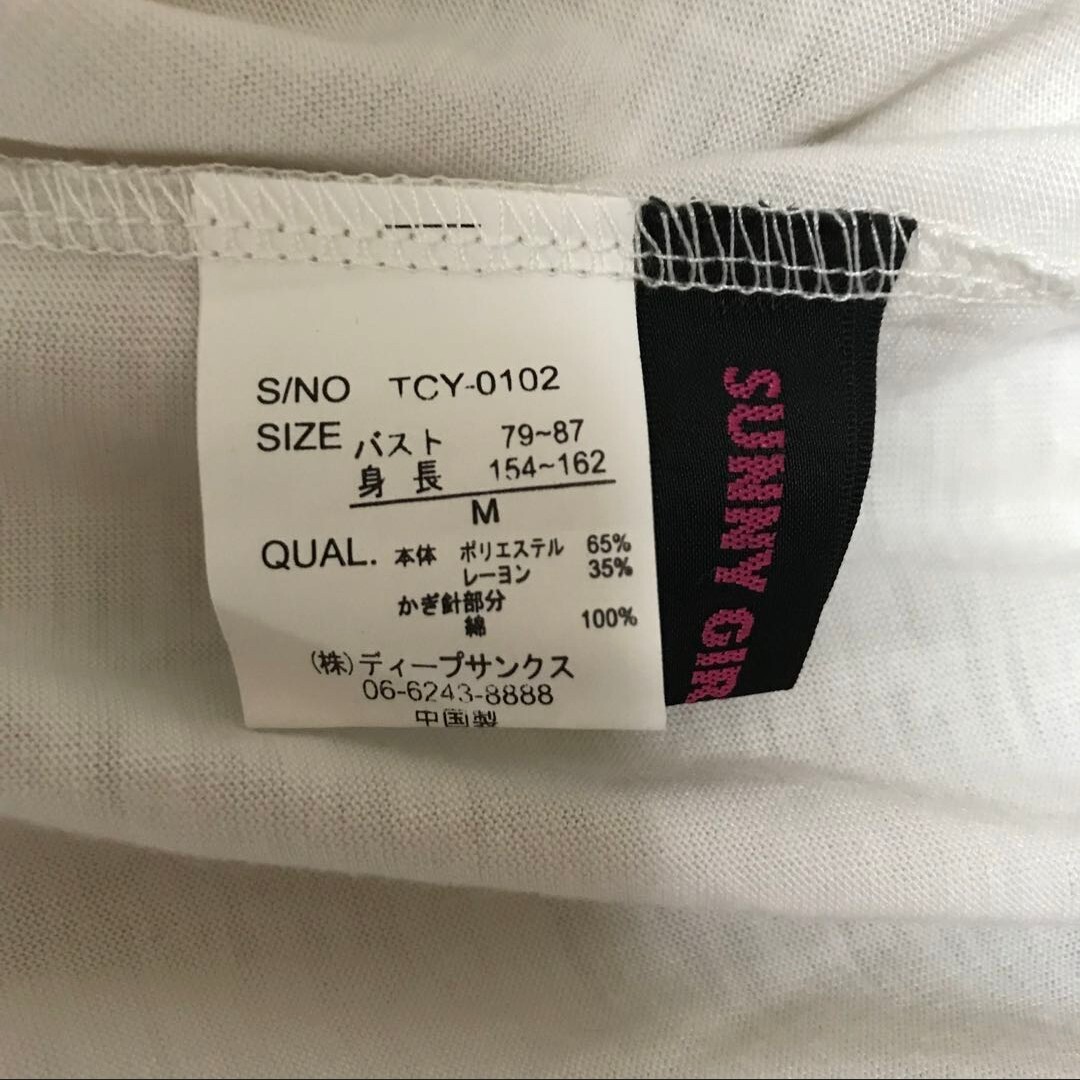 S/NO TCY-0102
SIZE バスト 79~87
身長 154~162
M
QUAL. 本体 ポリエステル 65%
レーヨン 35%
かぎ針部分
綿 100%
(株)ディープサンクス
06-6243-8888
中国製
SUNNY GIR